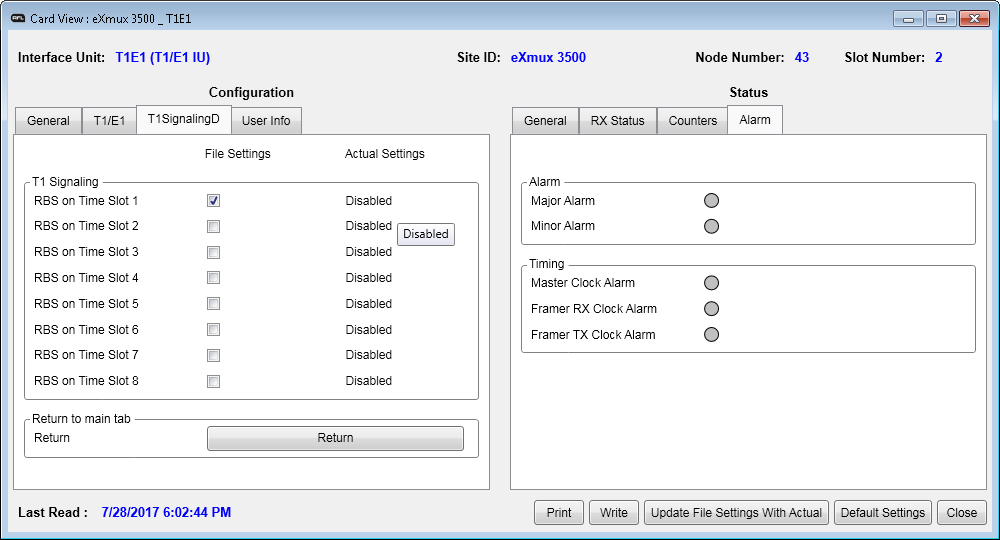 AFL Card View : eXmux 3500 _ T1E1
Interface Unit: T1E1 (T1/E1 IU) Site ID: eXmux 3500 Node Number: 43 Slot Number: 2
Configuration
General T1/E1 T1SignalingD User Info
File Settings Actual Settings
T1 Signaling
RBS on Time Slot 1 Disabled
RBS on Time Slot 2 Disabled
Disabled
RBS on Time Slot 3 Disabled
RBS on Time Slot 4 Disabled
RBS on Time Slot 5 Disabled
RBS on Time Slot 6 Disabled
RBS on Time Slot 7 Disabled
RBS on Time Slot 8 Disabled
Return to main tab
Return Return
Status
General RX Status Counters Alarm
Alarm
Major Alarm
Minor Alarm
Timing
Master Clock Alarm
Framer RX Clock Alarm
Framer TX Clock Alarm
Last Read : 7/28/2017 6:02:44 PM Print Write Update File Settings With Actual Default Settings Close